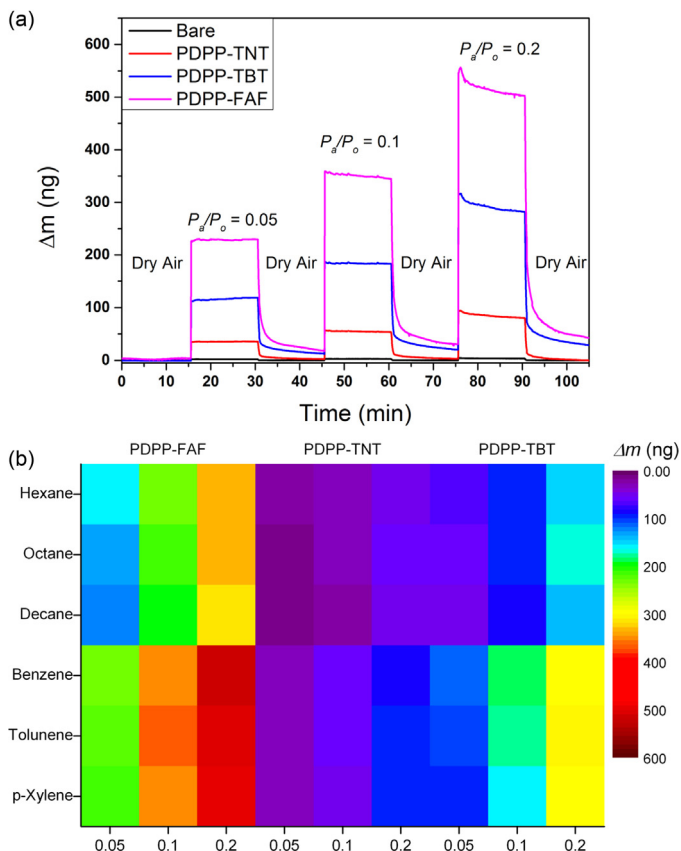 (a)
600
500
400
300
200
100
0
Δm (ng)
Bare
PDPP-TNT
PDPP-TBT
PDPP-FAF
Pa/Po = 0.05
Pa/Po = 0.1
Pa/Po = 0.2
Dry Air
Dry Air
Dry Air
Dry Air
0 10 20 30 40 50 60 70 80 90 100
Time (min)
(b)
PDPP-FAF PDPP-TNT PDPP-TBT
Δm (ng)
Hexane
Octane
Decane
Benzene
Tolunene
p-Xylene
0.05 0.1 0.2 0.05 0.1 0.2 0.05 0.1 0.2
0.00
100
200
300
400
500
600